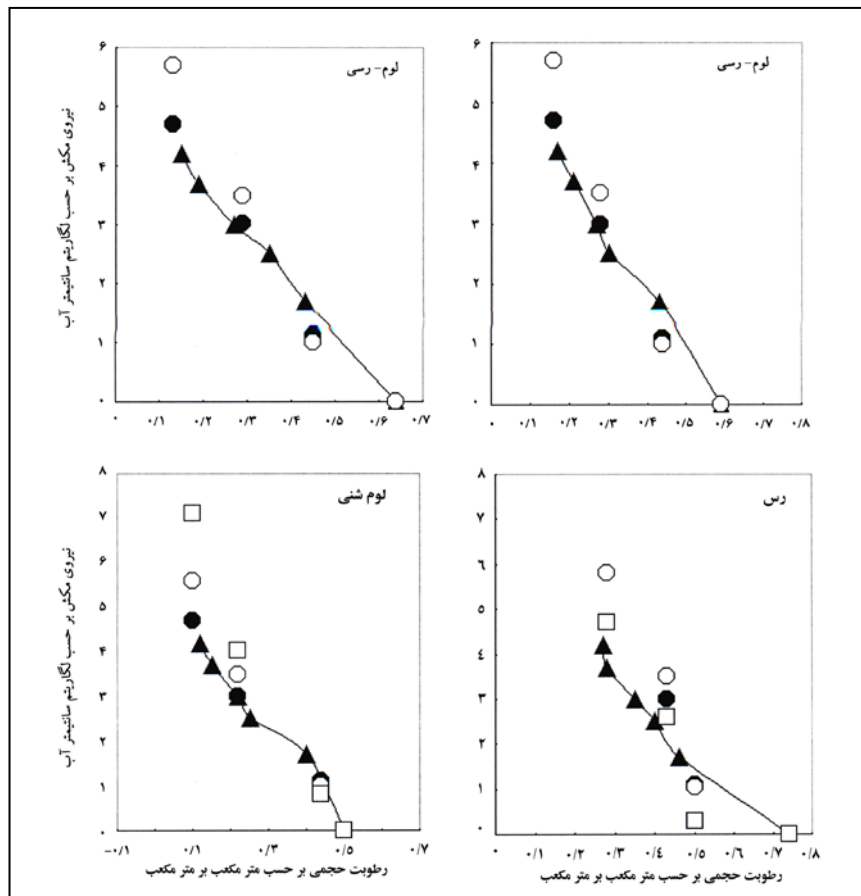 لوم- رسی
۶
۵
۴
۳
۲
۱
۰
نیروی مکش بر حسب لگاریتم سانتیمتر آب
۰ ۰/۱ ۰/۲ ۰/۳ ۰/۴ ۰/۵ ۰/۶ ۰/۷
لوم- رسی
۶
۵
۴
۳
۲
۱
۰
۰ ۰/۱ ۰/۲ ۰/۳ ۰/۴ ۰/۵ ۰/۶ ۰/۷ ۰/۸
لوم شنی
۸
۷
۶
۵
۴
۳
۲
۱
۰
نیروی مکش بر حسب لگاریتم سانتیمتر آب
-۰/۱ ۰/۱ ۰/۳ ۰/۵ ۰/۷
رطوبت حجمی بر حسب متر مکعب بر متر مکعب
رس
۸
۷
۶
۵
۴
۳
۲
۱
۰
۰ ۰/۱ ۰/۲ ۰/۳ ۰/٤ ۰/۵ ۰/۶ ۰/۷ ۰/۸
رطوبت حجمی بر حسب متر مکعب بر متر مکعب